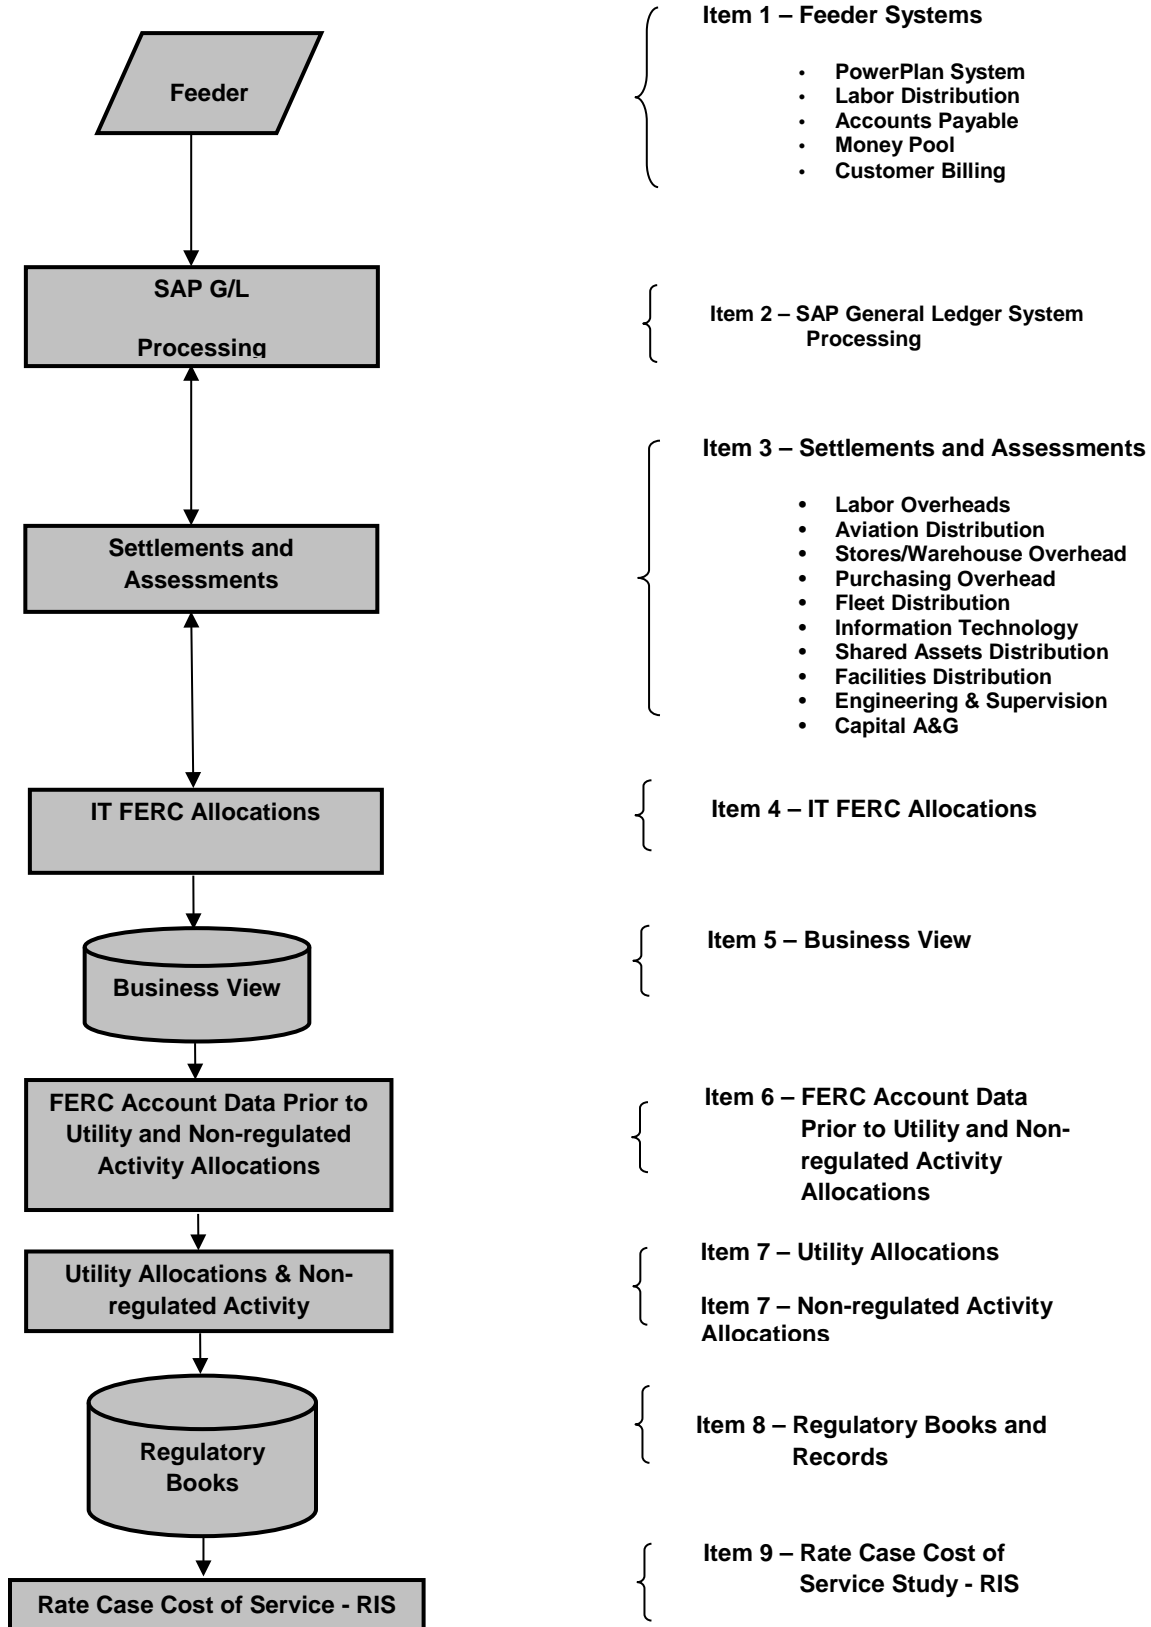 Item 1 – Feeder Systems
Feeder
• PowerPlan System
• Labor Distribution
• Accounts Payable
• Money Pool
• Customer Billing
SAP G/L
Processing
Item 2 – SAP General Ledger System
Processing
Item 3 – Settlements and Assessments
• Labor Overheads
• Aviation Distribution
• Stores/Warehouse Overhead
• Purchasing Overhead
• Fleet Distribution
• Information Technology
• Shared Assets Distribution
• Facilities Distribution
• Engineering & Supervision
• Capital A&G
Settlements and
Assessments
IT FERC Allocations
Item 4 – IT FERC Allocations
Business View
Item 5 – Business View
FERC Account Data Prior to
Utility and Non-regulated
Activity Allocations
Item 6 – FERC Account Data
Prior to Utility and Non-
regulated Activity
Allocations
Utility Allocations & Non-
regulated Activity
Item 7 – Utility Allocations
Item 7 – Non-regulated Activity
Allocations
Regulatory
Books
Item 8 – Regulatory Books and
Records
Rate Case Cost of Service - RIS
Item 9 – Rate Case Cost of
Service Study - RIS